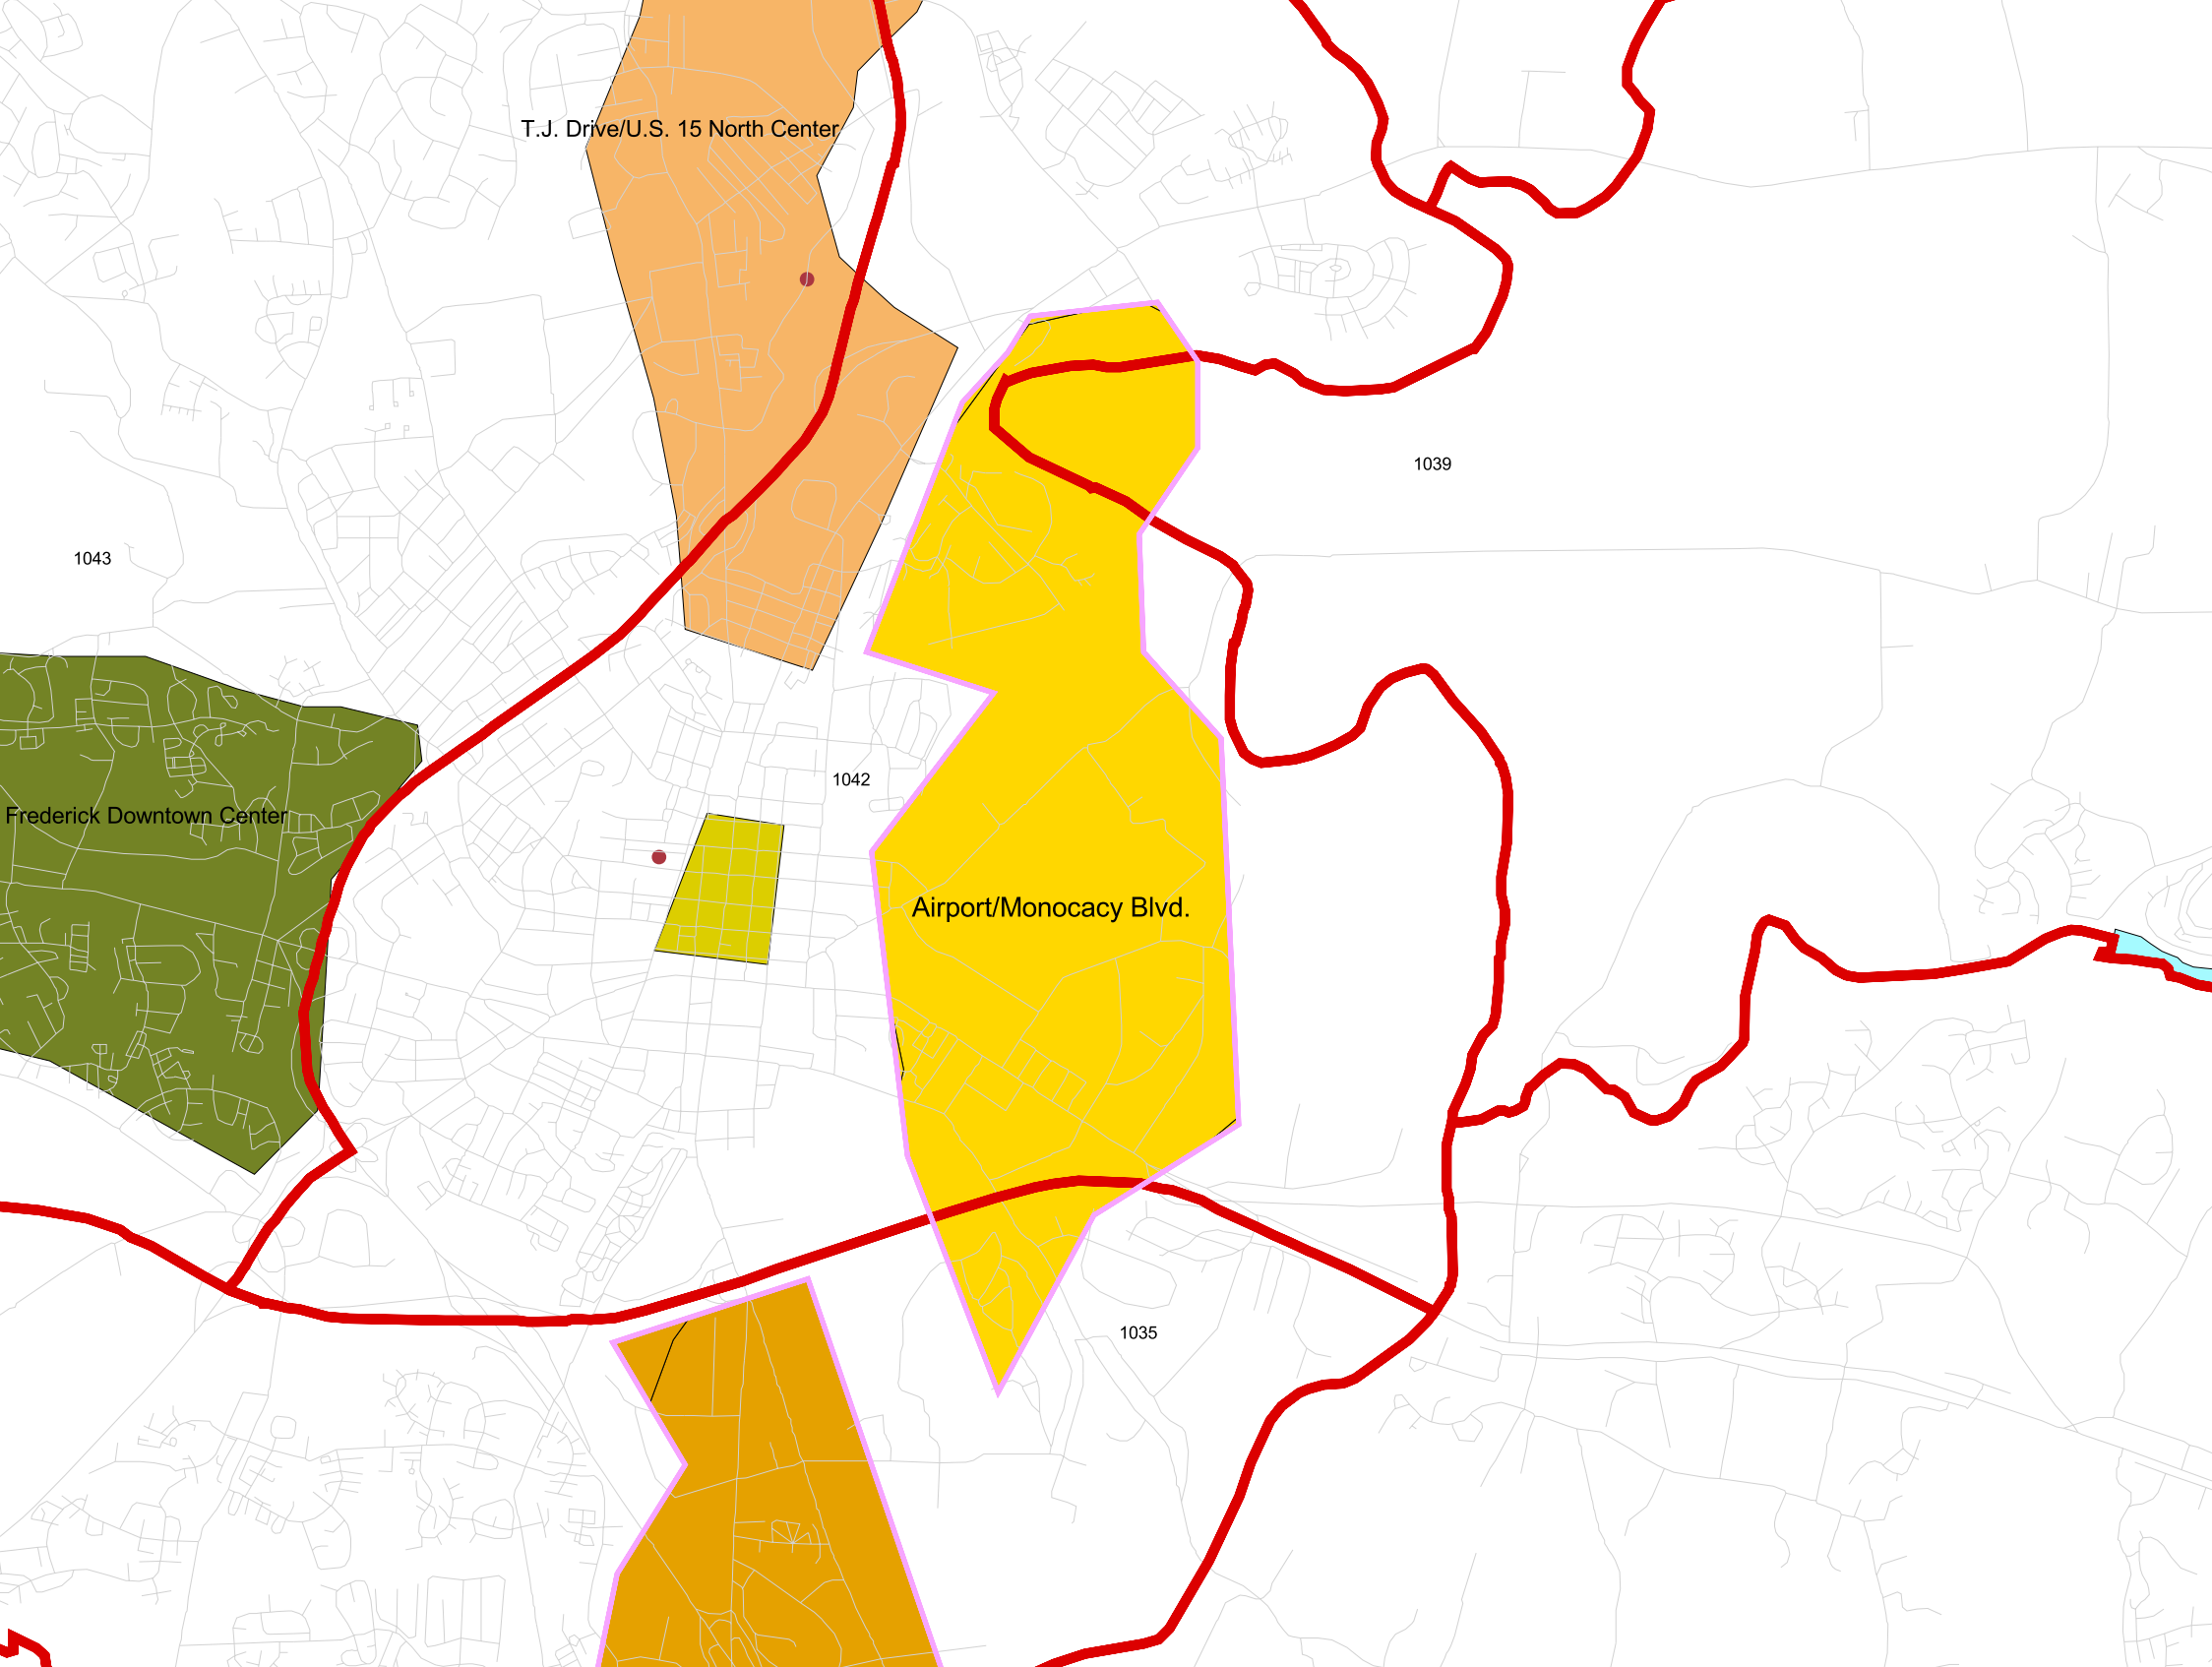 T.J. Drive/U.S. 15 North Center
1039
1043
1042
Frederick Downtown Center
Airport/Monocacy Blvd.
1035